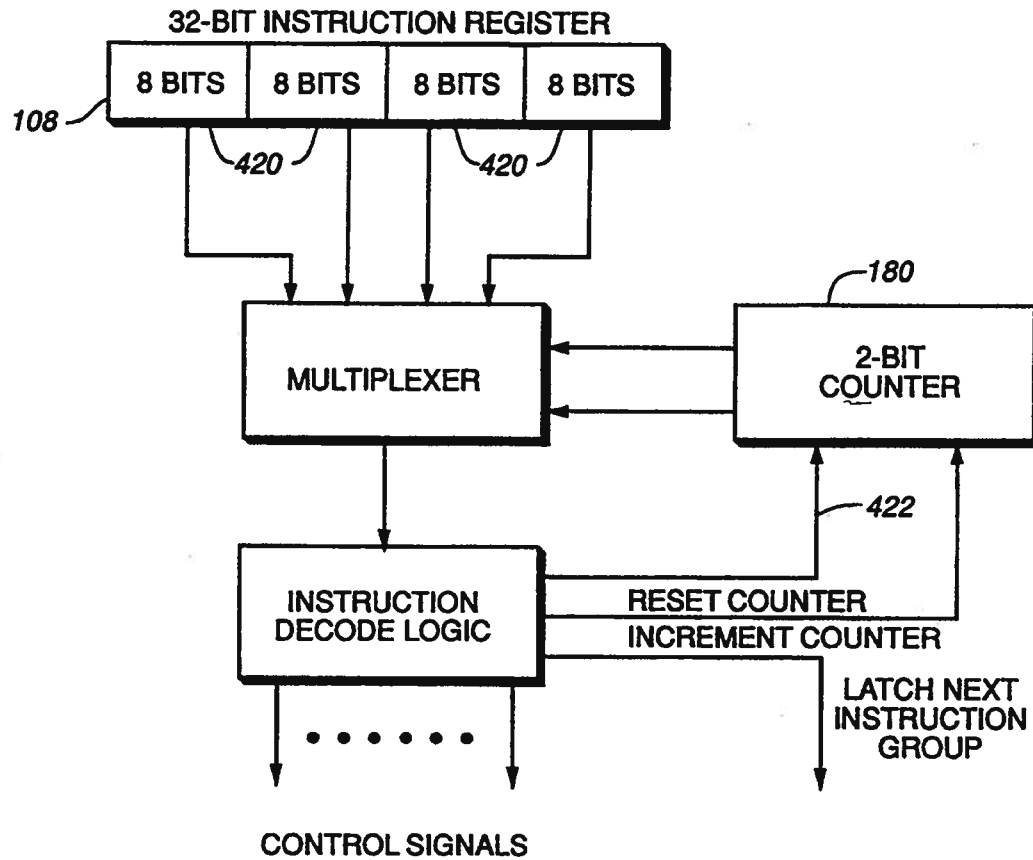 32-BIT INSTRUCTION REGISTER
8 BITS 8 BITS 8 BITS 8 BITS
108
420 420
180
MULTIPLEXER
2-BIT
COUNTER
422
INSTRUCTION
DECODE LOGIC
RESET COUNTER
INCREMENT COUNTER
LATCH NEXT
INSTRUCTION
GROUP
CONTROL SIGNALS